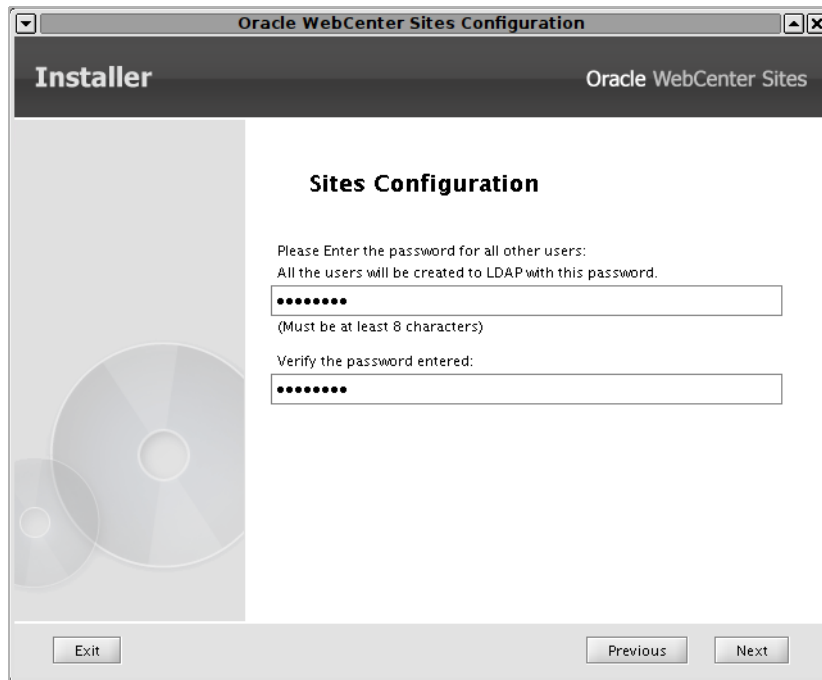 Oracle WebCenter Sites Configuration
Installer
Oracle WebCenter Sites
Sites Configuration
Please Enter the password for all other users:
All the users will be created to LDAP with this password.
••••••••
(Must be at least 8 characters)
Verify the password entered:
••••••••
Exit
Previous
Next